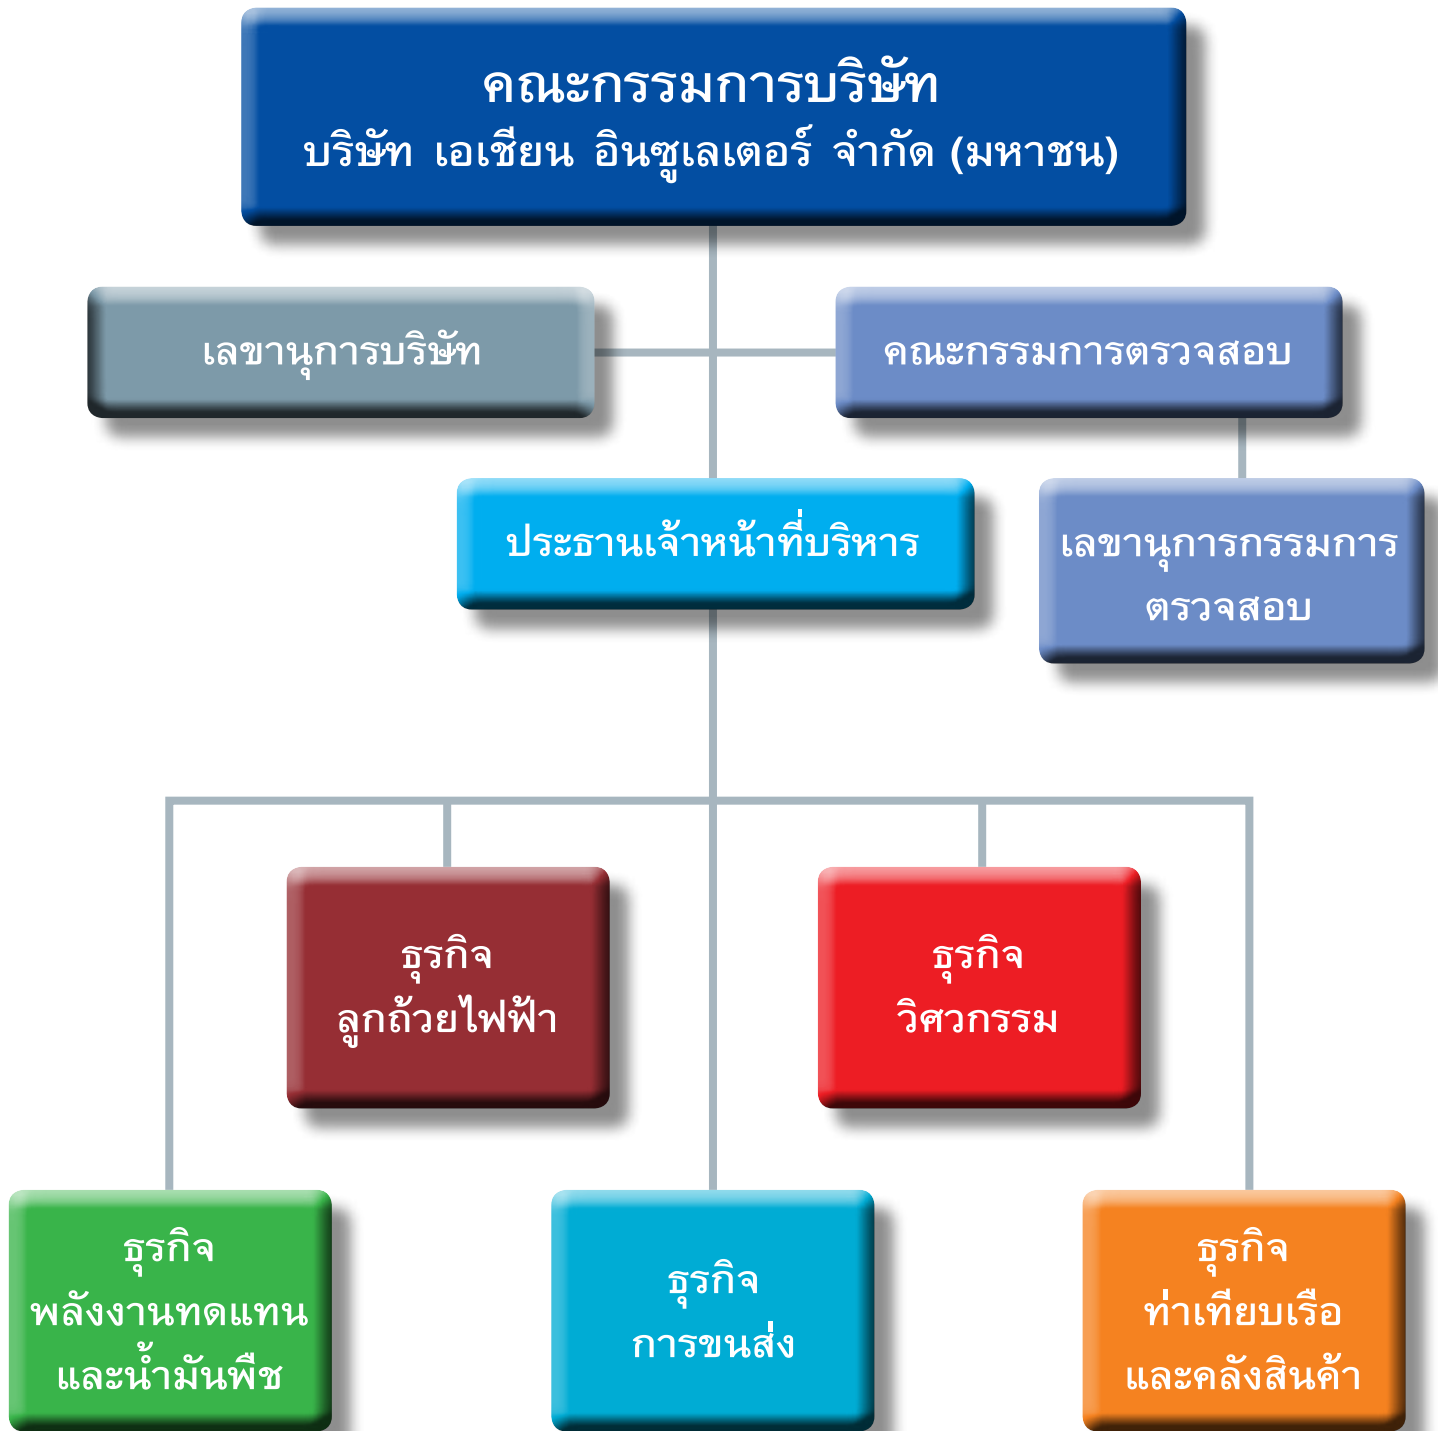 คณะกรรมการบริษัท
บริษัท เอเชียน อินซูเลเตอร์ จำกัด (มหาชน)
เลขานุการบริษัท
คณะกรรมการตรวจสอบ
ประธานเจ้าหน้าที่บริหาร
เลขานุการกรรมการ
ตรวจสอบ
ธุรกิจ
ลูกถ้วยไฟฟ้า
ธุรกิจ
วิศวกรรม
ธุรกิจ
พลังงานทดแทน
และน้ำมันพืช
ธุรกิจ
การขนส่ง
ธุรกิจ
ท่าเทียบเรือ
และคลังสินค้า